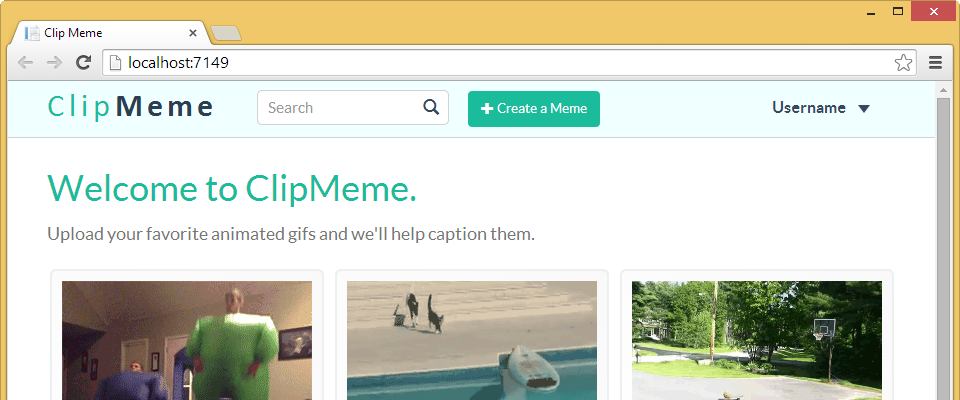 Clip Meme
localhost:7149
ClipMeme
Search
Create a Meme
Username
Welcome to ClipMeme.
Upload your favorite animated gifs and we'll help caption them.